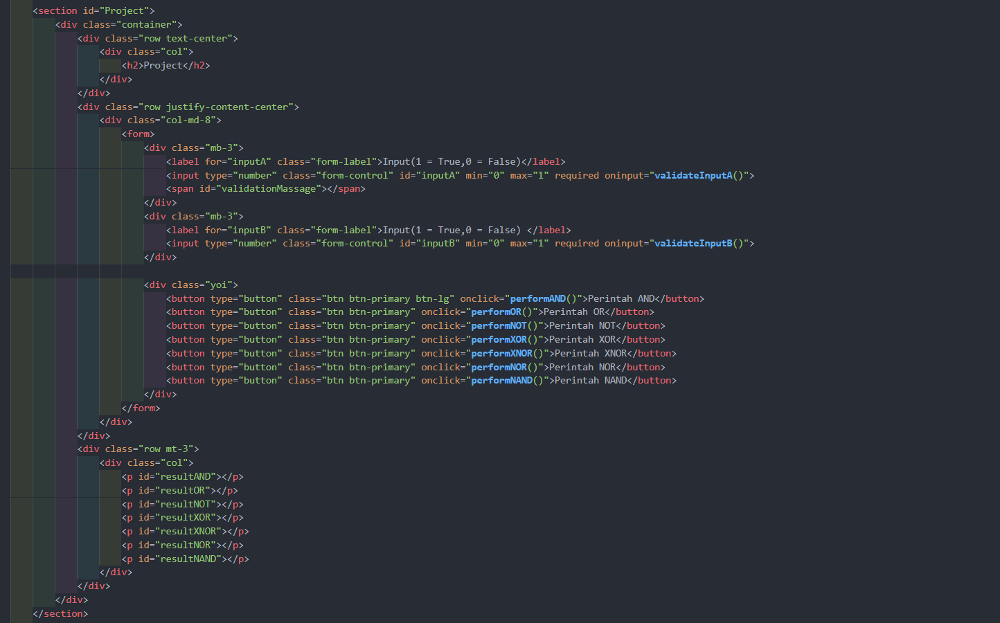 <section id="Project">
<div class="container">
<div class="row text-center">
<div class="col">
<h2>Project</h2>
</div>
</div>
<div class="row justify-content-center">
<div class="col-md-8">
<form>
<div class="mb-3">
<label for="inputA" class="form-label">Input(1 = True,0 = False)</label>
<input type="number" class="form-control" id="inputA" min="0" max="1" required oninput="validateInputA()">
<span id="validationMassage"></span>
</div>
<div class="mb-3">
<label for="inputB" class="form-label">Input(1 = True,0 = False) </label>
<input type="number" class="form-control" id="inputB" min="0" max="1" required oninput="validateInputB()">
</div>
<div class="yoi">
<button type="button" class="btn btn-primary btn-lg" onclick="performAND()">Perintah AND</button>
<button type="button" class="btn btn-primary" onclick="performOR()">Perintah OR</button>
<button type="button" class="btn btn-primary" onclick="performNOT()">Perintah NOT</button>
<button type="button" class="btn btn-primary" onclick="performXOR()">Perintah XOR</button>
<button type="button" class="btn btn-primary" onclick="performXNOR()">Perintah XNOR</button>
<button type="button" class="btn btn-primary" onclick="performNOR()">Perintah NOR</button>
<button type="button" class="btn btn-primary" onclick="performNAND()">Perintah NAND</button>
</div>
</form>
</div>
</div>
<div class="row mt-3">
<div class="col">
<p id="resultAND"></p>
<p id="resultOR"></p>
<p id="resultNOT"></p>
<p id="resultXOR"></p>
<p id="resultXNOR"></p>
<p id="resultNOR"></p>
<p id="resultNAND"></p>
</div>
</div>
</div>
</section>